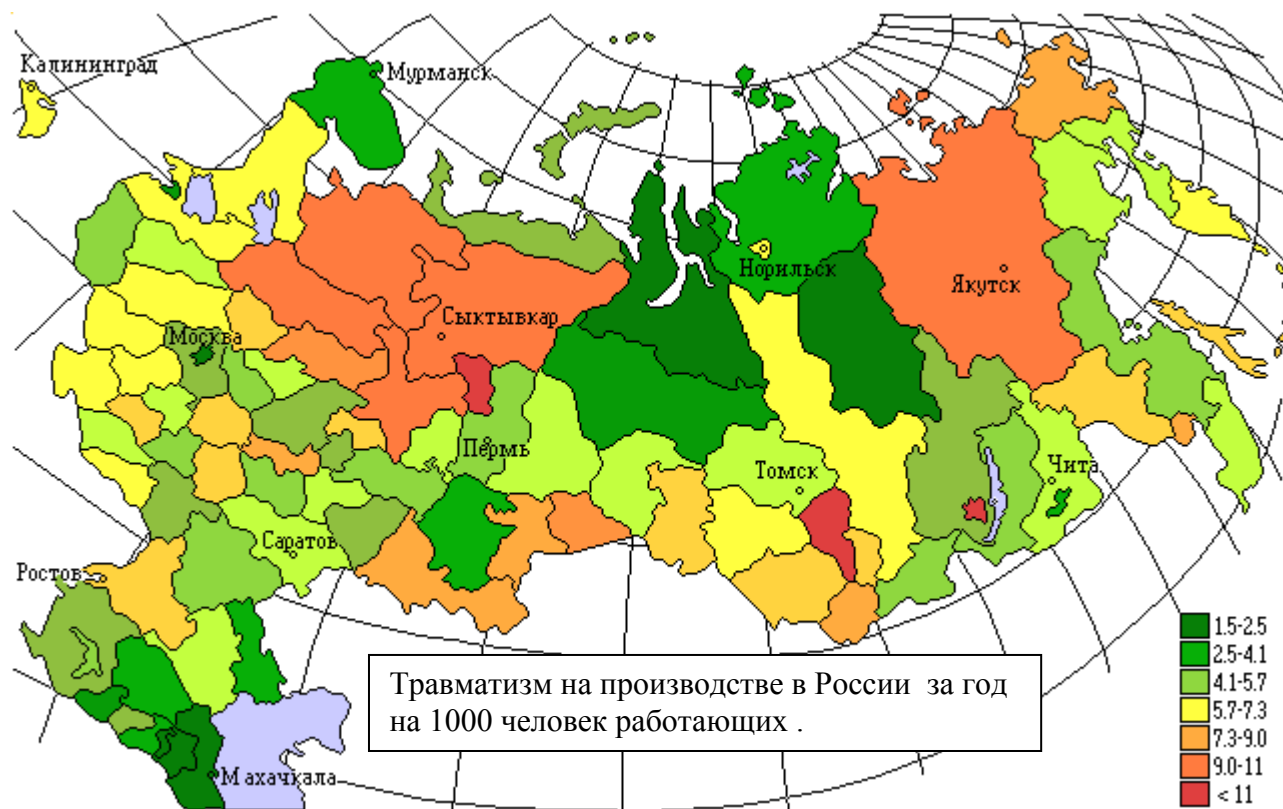 Калининград
Мурманск
Норильск
Якутск
Сыктывкар
Москва
Пермь
Томск
Чита
Саратов
Ростов
Махачкала
Травматизм на производстве в России за год
на 1000 человек работающих .
1.5-2.5
2.5-4.1
4.1-5.7
5.7-7.3
7.3-9.0
9.0-11
< 11